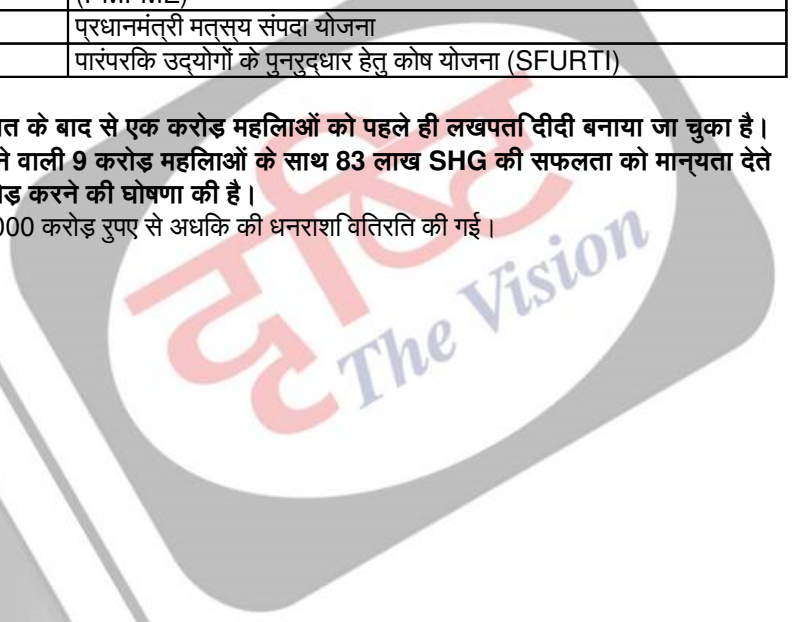 (PMFME)
प्रधानमंत्री मत्स्य संपदा योजना
पारंपरिक उद्योगों के पुनरुद्धार हेतु कोष योजना (SFURTI)
त के बाद से एक करोड़ महिलाओं को पहले ही लखपति दीदी बनाया जा चुका है।
ने वाली 9 करोड़ महिलाओं के साथ 83 लाख SHG की सफलता को मान्यता देते
ड़ करने की घोषणा की है।
000 करोड़ रुपए से अधिक की धनराशि वितरित की गई।
दृष्टि
The Vision